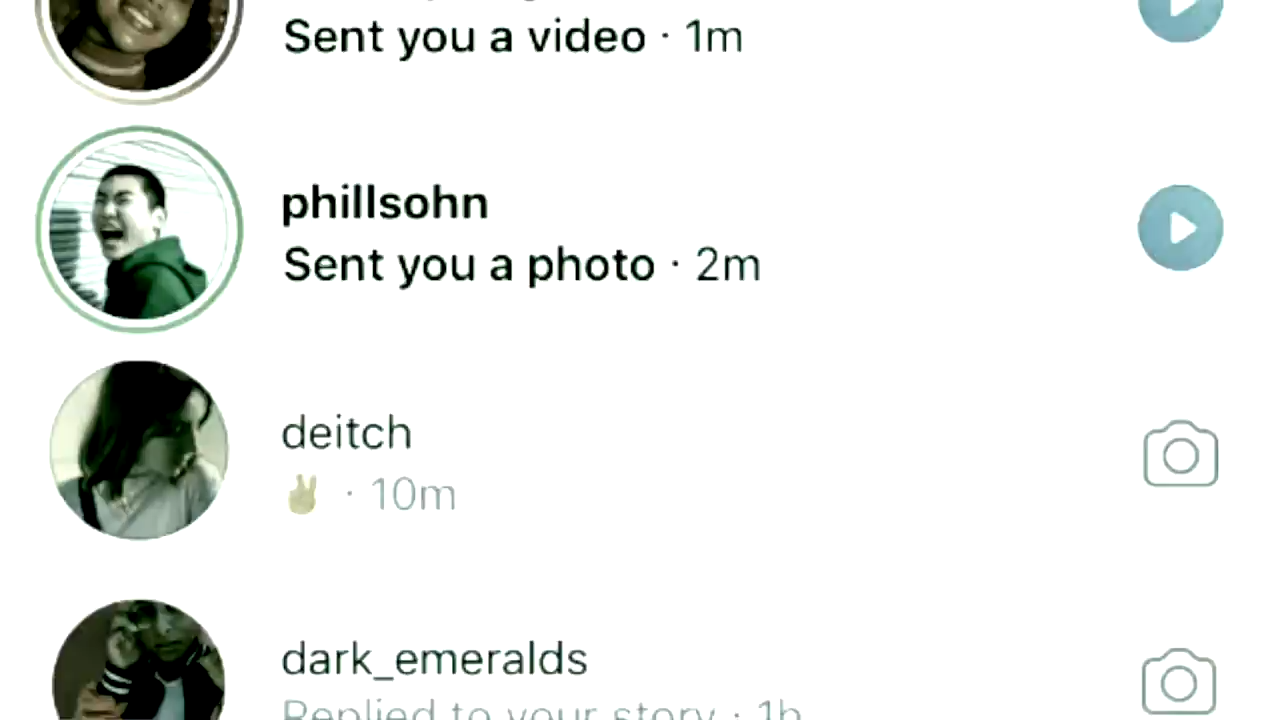 Sent you a video · 1m
phillsohn
Sent you a photo · 2m
deitch
✌ · 10m
dark_emeralds
Replied to your story · 1h